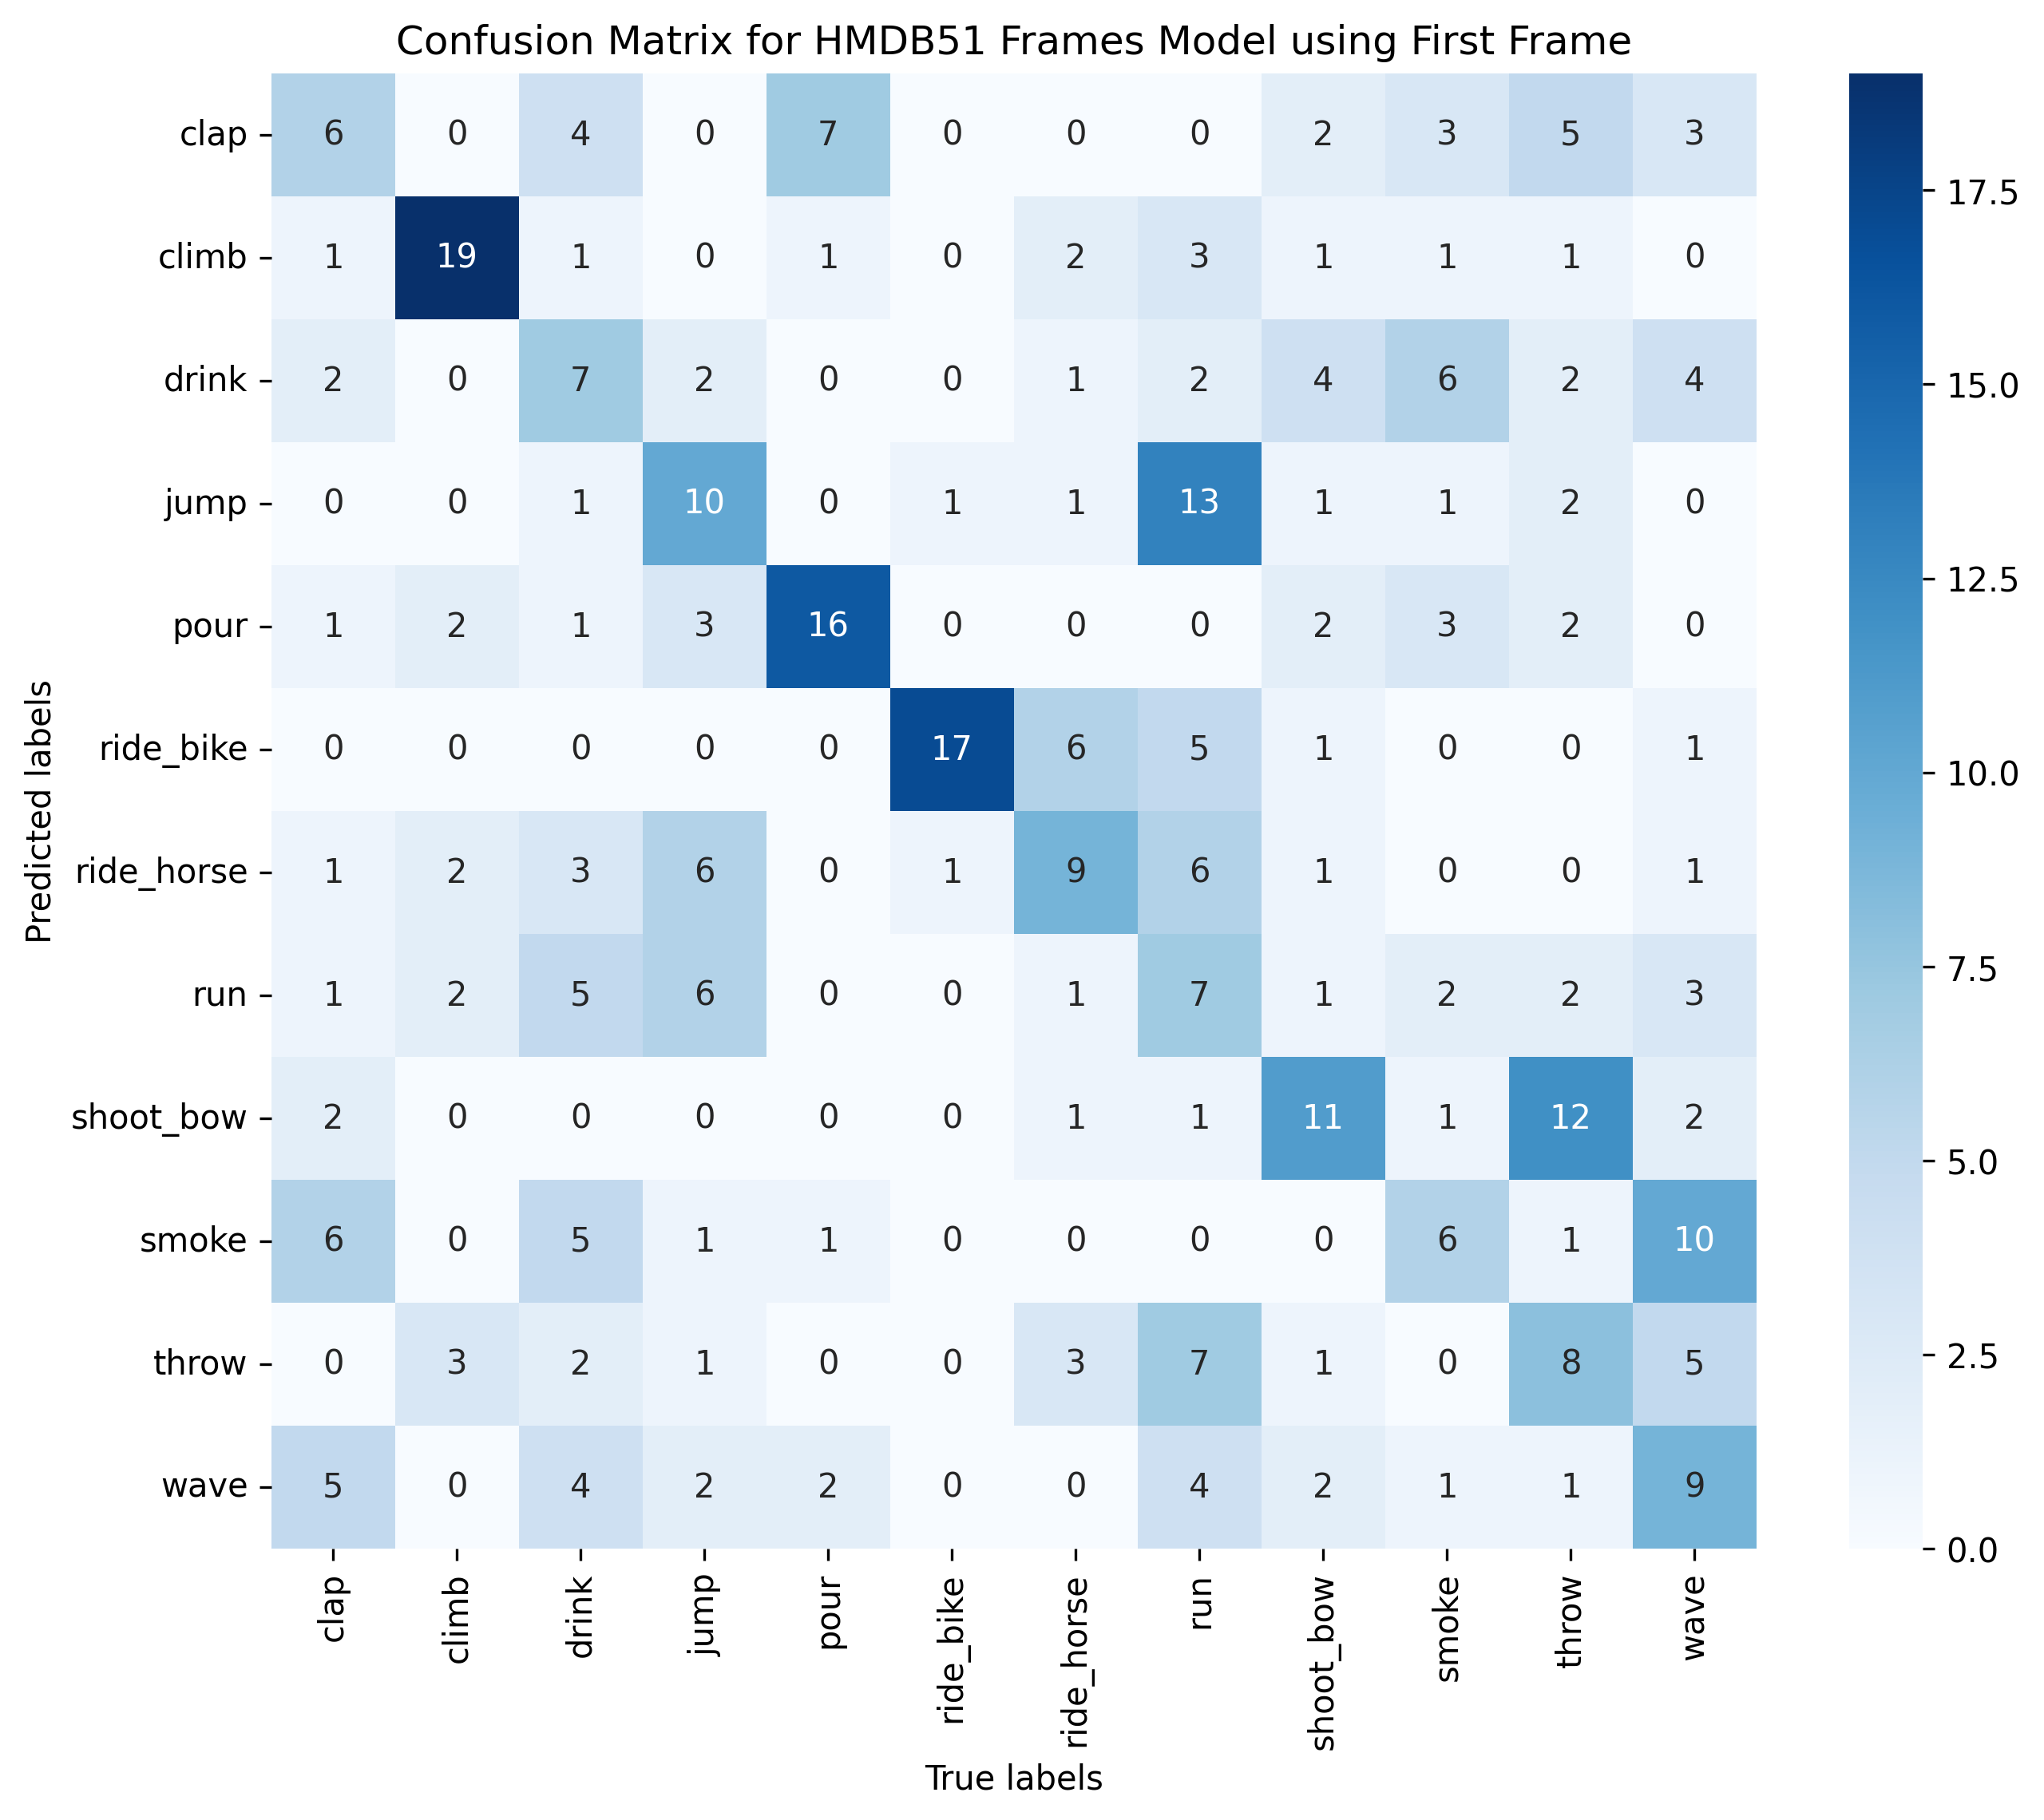 Confusion Matrix for HMDB51 Frames Model using First Frame
Predicted labels
clap 6 0 4 0 7 0 0 0 2 3 5 3
climb 1 19 1 0 1 0 2 3 1 1 1 0
drink 2 0 7 2 0 0 1 2 4 6 2 4
jump 0 0 1 10 0 1 1 13 1 1 2 0
pour 1 2 1 3 16 0 0 0 2 3 2 0
ride_bike 0 0 0 0 0 17 6 5 1 0 0 1
ride_horse 1 2 3 6 0 1 9 6 1 0 0 1
run 1 2 5 6 0 0 1 7 1 2 2 3
shoot_bow 2 0 0 0 0 0 1 1 11 1 12 2
smoke 6 0 5 1 1 0 0 0 0 6 1 10
throw 0 3 2 1 0 0 3 7 1 0 8 5
wave 5 0 4 2 2 0 0 4 2 1 1 9
clap climb drink jump pour ride_bike ride_horse run shoot_bow smoke throw wave
True labels
17.5
15.0
12.5
10.0
7.5
5.0
2.5
0.0